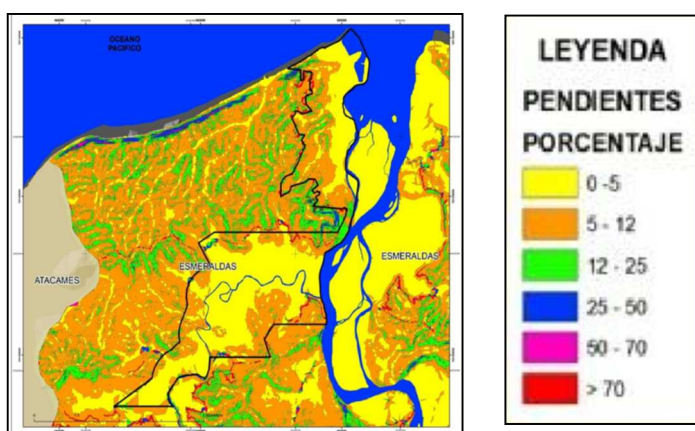 OCEANO
PACIFICO
ATACAMES
ESMERALDAS
ESMERALDAS
LEYENDA
PENDIENTES
PORCENTAJE
0 -5
5 - 12
12 - 25
25 - 50
50 - 70
> 70